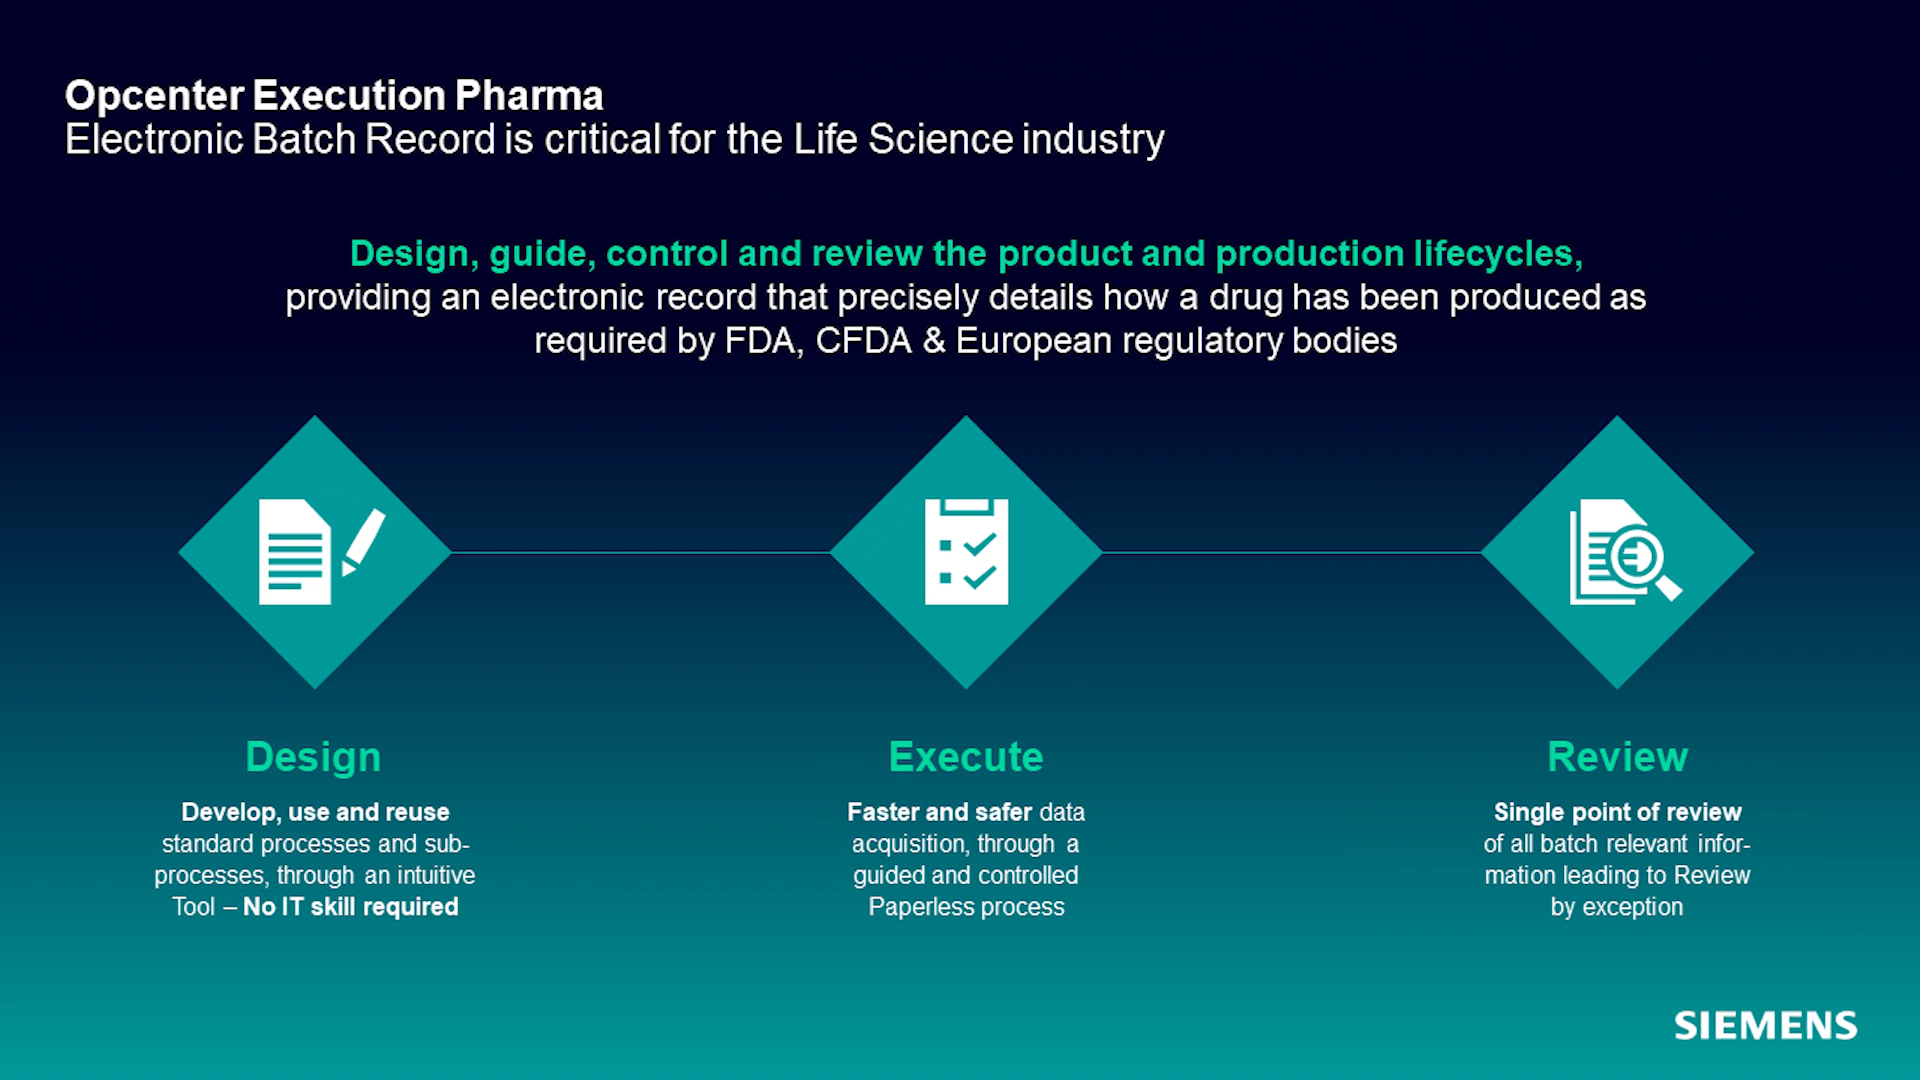 Opcenter Execution Pharma
Electronic Batch Record is critical for the Life Science industry
Design, guide, control and review the product and production lifecycles,
providing an electronic record that precisely details how a drug has been produced as
required by FDA, CFDA & European regulatory bodies
Design
Develop, use and reuse
standard processes and sub-
processes, through an intuitive
Tool – No IT skill required
Execute
Faster and safer data
acquisition, through a
guided and controlled
Paperless process
Review
Single point of review
of all batch relevant infor-
mation leading to Review
by exception
SIEMENS